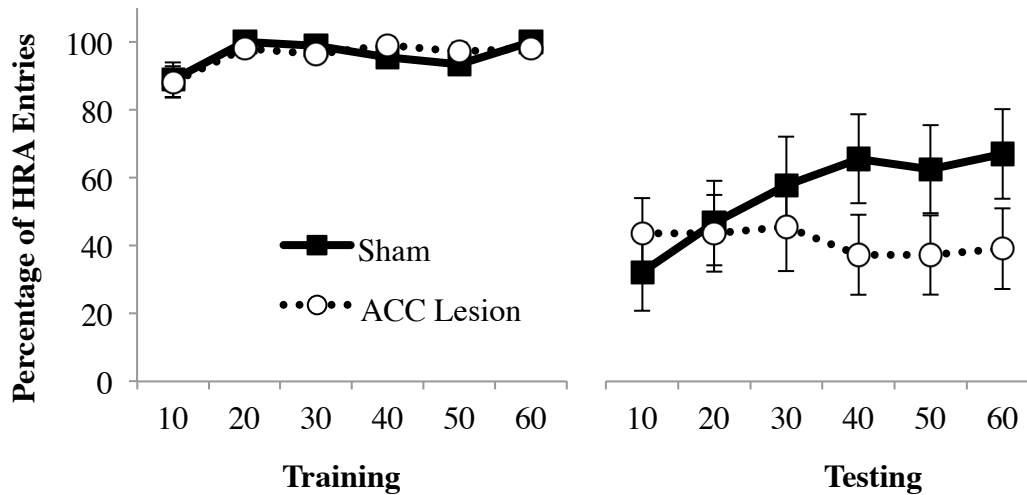 Percentage of HRA Entries
100
80
60
40
20
0
Sham
ACC Lesion
10 20 30 40 50 60 10 20 30 40 50 60
Training Testing